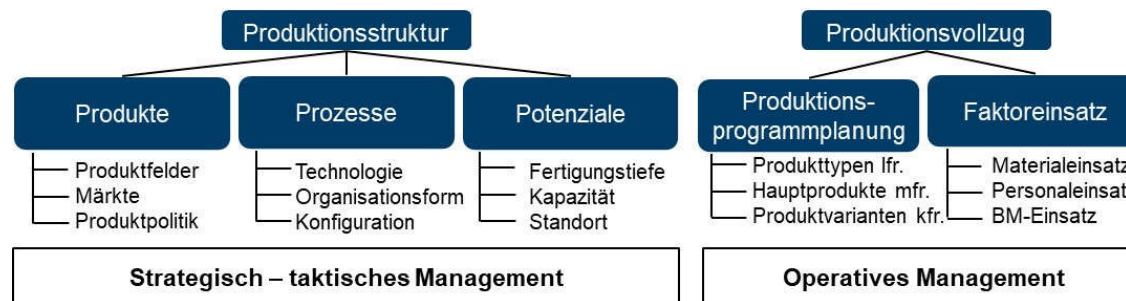 Produktionsstruktur
Produktionsvollzug
Produkte
Prozesse
Potenziale
Produktions-
programmplanung
Faktoreinsatz
Produktfelder
Märkte
Produktpolitik
Technologie
Organisationsform
Konfiguration
Fertigungstiefe
Kapazität
Standort
Produkttypen lfr.
Hauptprodukte mfr.
Produktvarianten kfr.
Materialeinsatz
Personaleinsat
BM-Einsatz
Strategisch – taktisches Management
Operatives Management